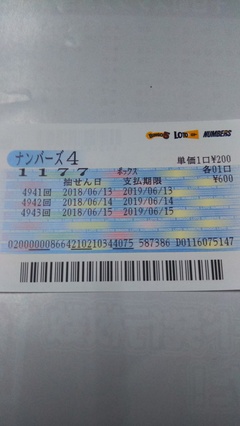 LOTO NUMBERS
ナンバーズ4 単価1口¥200
1177 ボックス 各01口
抽せん日 支払期限 ¥600
4941回 2018/06/13 2019/06/13
4942回 2018/06/14 2019/06/14
4943回 2018/06/15 2019/06/15
02000000866421021034407​5 587386 D0116075147